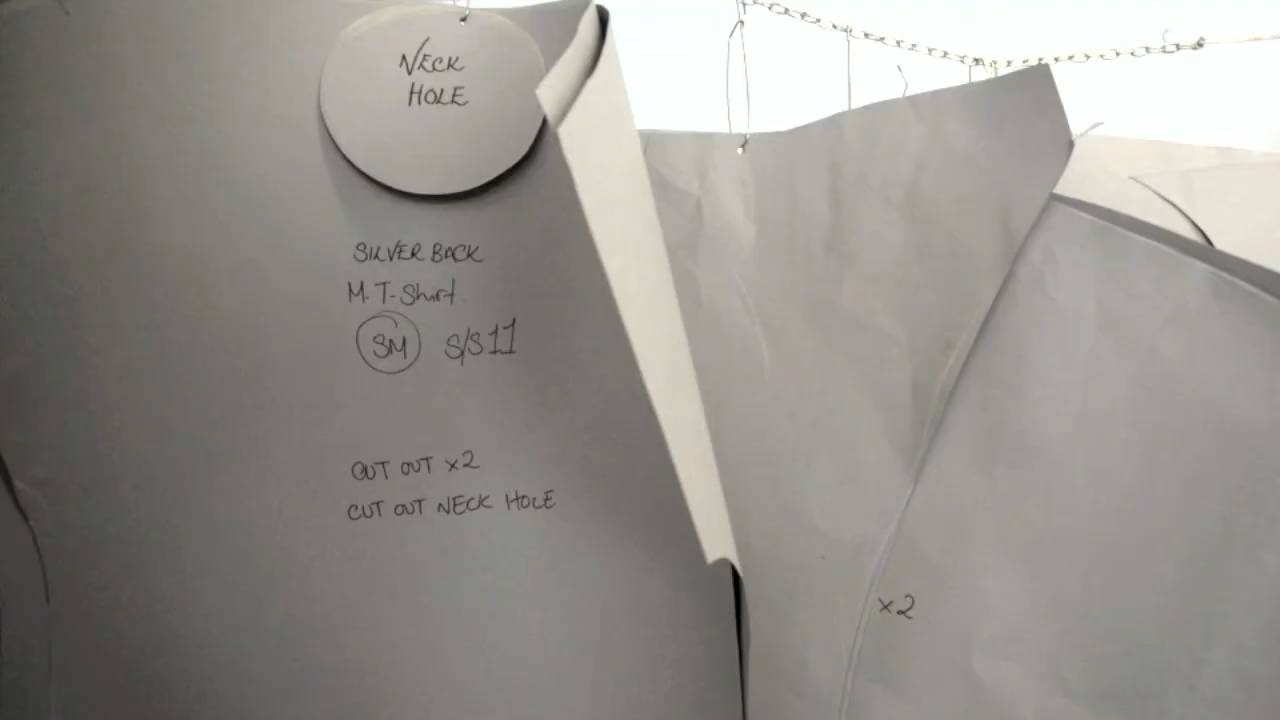 NECK
HOLE
SILVER BACK
M. T-Shirt
SM S/S11
CUT OUT x2
CUT OUT NECK HOLE
x2